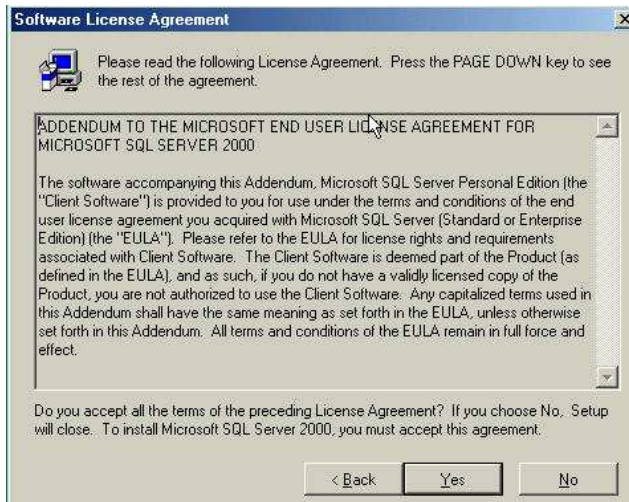 Software License Agreement
Please read the following License Agreement. Press the PAGE DOWN key to see
the rest of the agreement.
ADDENDUM TO THE MICROSOFT END USER LICENSE AGREEMENT FOR
MICROSOFT SQL SERVER 2000
The software accompanying this Addendum, Microsoft SQL Server Personal Edition (the
"Client Software") is provided to you for use under the terms and conditions of the end
user license agreement you acquired with Microsoft SQL Server (Standard or Enterprise
Edition) (the "EULA"). Please refer to the EULA for license rights and requirements
associated with Client Software. The Client Software is deemed part of the Product (as
defined in the EULA), and as such, if you do not have a validly licensed copy of the
Product, you are not authorized to use the Client Software. Any capitalized terms used in
this Addendum shall have the same meaning as set forth in the EULA, unless otherwise
set forth in this Addendum. All terms and conditions of the EULA remain in full force and
effect.
Do you accept all the terms of the preceding License Agreement? If you choose No, Setup
will close. To install Microsoft SQL Server 2000, you must accept this agreement.
< Back Yes No